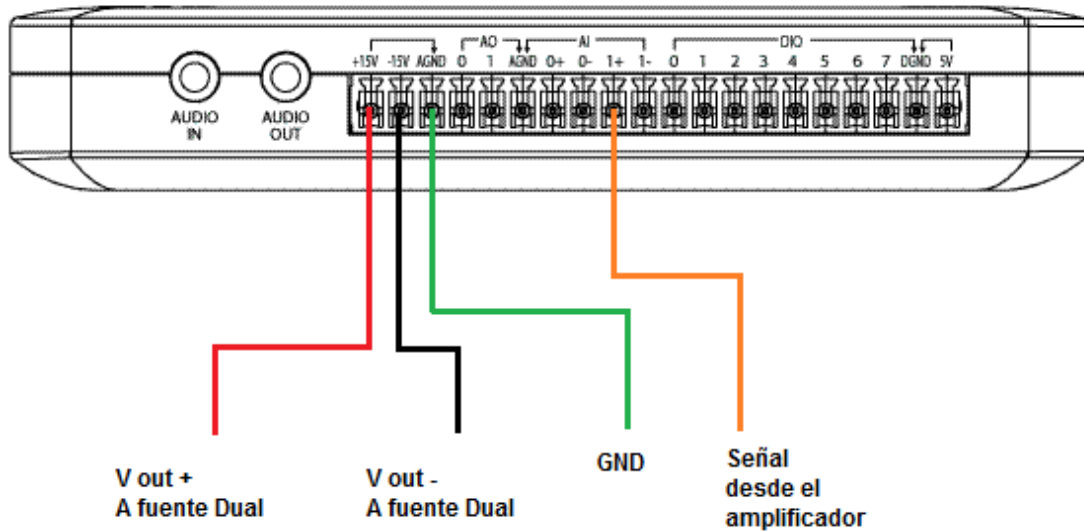 AO AI DIO
+15V -15V AGND 0 1 AGND 0+ 0- 1+ 1- 0 1 2 3 4 5 6 7 DGND 5V
AUDIO
IN
AUDIO
OUT
V out +
A fuente Dual
V out -
A fuente Dual
GND
Señal
desde el
amplificador